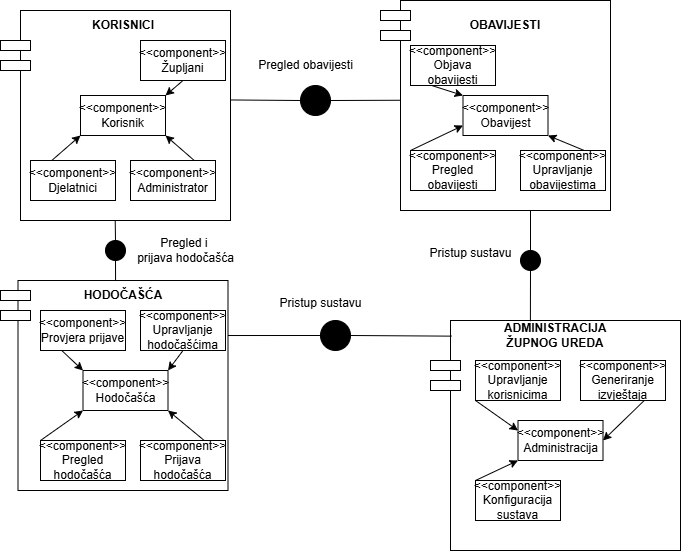 KORISNICI
<<component>>
Župljani
<<component>>
Korisnik
<<component>>
Djelatnici
<<component>>
Administrator
Pregled obavijesti
OBAVIJESTI
<<component>>
Objava
obavijesti
<<component>>
Obavijest
<<component>>
Pregled
obavijesti
<<component>>
Upravljanje
obavijestima
Pregled i
prijava hodočašća
Pristup sustavu
HODOČAŠĆA
<<component>>
Provjera prijave
<<component>>
Upravljanje
hodočašćima
<<component>>
Hodočašća
<<component>>
Pregled
hodočašća
<<component>>
Prijava
hodočašća
Pristup sustavu
ADMINISTRACIJA
ŽUPNOG UREDA
<<component>>
Upravljanje
korisnicima
<<component>>
Generiranje
izvještaja
<<component>>
Administracija
<<component>>
Konfiguracija
sustava